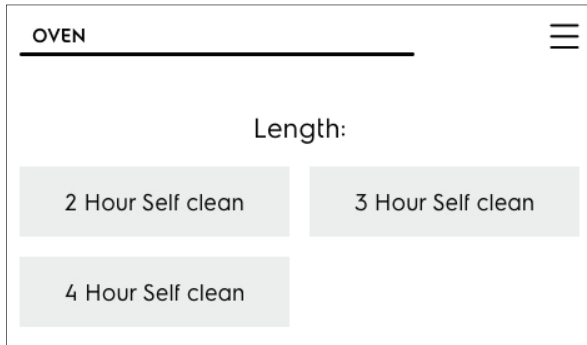 OVEN
Length:
2 Hour Self clean
3 Hour Self clean
4 Hour Self clean